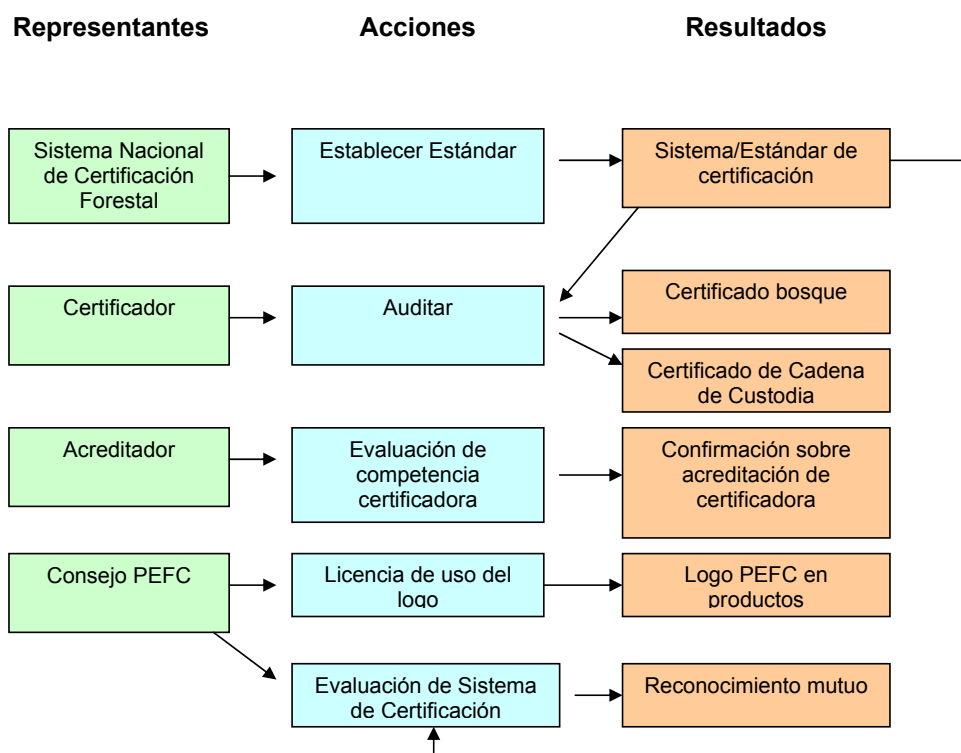 Representantes
Acciones
Resultados
Sistema Nacional
de Certificación
Forestal
Establecer Estándar
Sistema/Estándar de
certificación
Certificador
Auditar
Certificado bosque
Certificado de Cadena
de Custodia
Acreditador
Evaluación de
competencia
certificadora
Confirmación sobre
acreditación de
certificadora
Consejo PEFC
Licencia de uso del
logo
Logo PEFC en
productos
Evaluación de Sistema
de Certificación
Reconocimiento mutuo